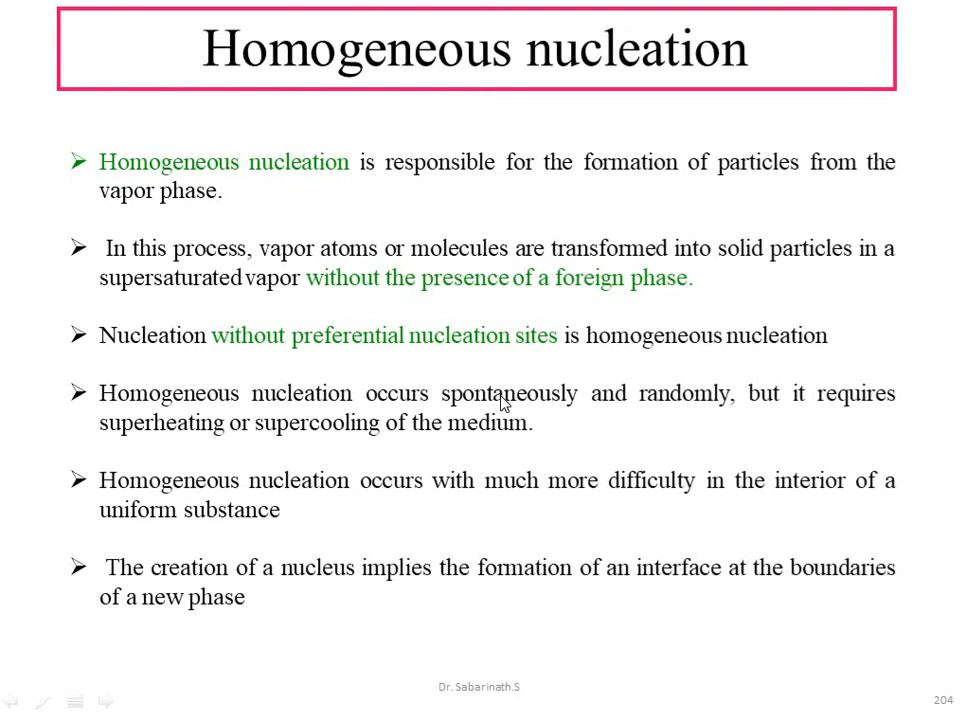 Homogeneous nucleation
Homogeneous nucleation is responsible for the formation of particles from the
vapor phase.
In this process, vapor atoms or molecules are transformed into solid particles in a
supersaturated vapor without the presence of a foreign phase.
Nucleation without preferential nucleation sites is homogeneous nucleation
Homogeneous nucleation occurs spontaneously and randomly, but it requires
superheating or supercooling of the medium.
Homogeneous nucleation occurs with much more difficulty in the interior of a
uniform substance
The creation of a nucleus implies the formation of an interface at the boundaries
of a new phase
Dr. Sabarinath.S
204